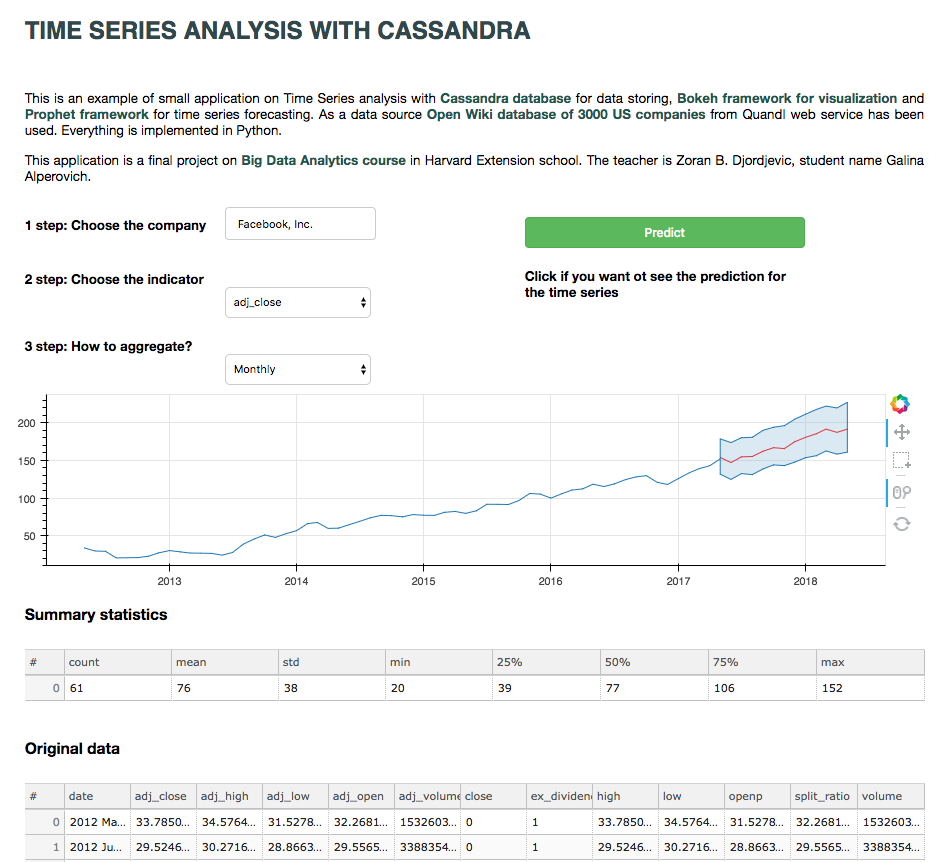 TIME SERIES ANALYSIS WITH CASSANDRA
This is an example of small application on Time Series analysis with Cassandra database for data storing, Bokeh framework for visualization and
Prophet framework for time series forecasting. As a data source Open Wiki database of 3000 US companies from Quandl web service has been
used. Everything is implemented in Python.
This application is a final project on Big Data Analytics course in Harvard Extension school. The teacher is Zoran B. Djordjevic, student name Galina
Alperovich.
1 step: Choose the company
Facebook, Inc.
Predict
2 step: Choose the indicator
adj_close
Click if you want ot see the prediction for
the time series
3 step: How to aggregate?
Monthly
200
150
100
50
2013 2014 2015 2016 2017 2018
Summary statistics
# count mean std min 25% 50% 75% max
0 61 76 38 20 39 77 106 152
Original data
# date adj_close adj_high adj_low adj_open adj_volume close ex_dividen high low openp split_ratio volume
0 2012 Ma... 33.7850... 34.5764... 31.5278... 32.2681... 1532603... 0 1 33.7850... 34.5764... 31.5278... 32.2681... 1532603...
1 2012 Ju... 29.5246... 30.2716... 28.8663... 29.5565... 3388354... 0 1 29.5246... 30.2716... 28.8663... 29.5565... 3388354...